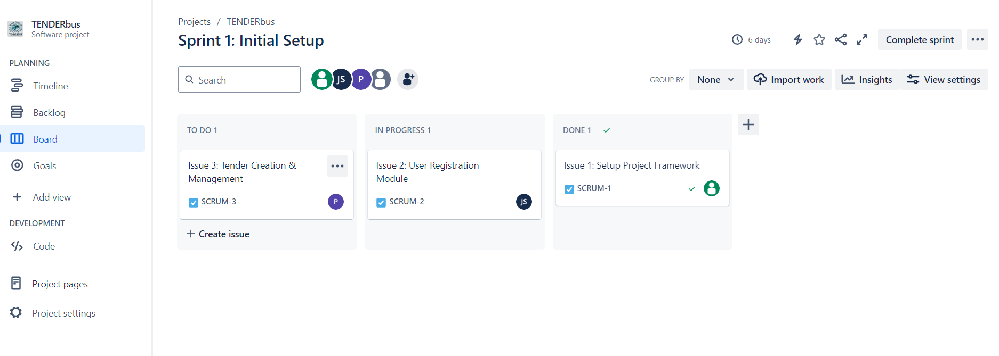 TENDERbus
Software project
PLANNING
Timeline
Backlog
Board
Goals
Add view
DEVELOPMENT
Code
Project pages
Project settings
Projects / TENDERbus
Sprint 1: Initial Setup
6 days
Complete sprint
Search
JS
P
GROUP BY
None
Import work
Insights
View settings
TO DO 1
Issue 3: Tender Creation &
Management
SCRUM-3
P
+ Create issue
IN PROGRESS 1
Issue 2: User Registration
Module
SCRUM-2
JS
DONE 1
Issue 1: Setup Project Framework
SCRUM-1